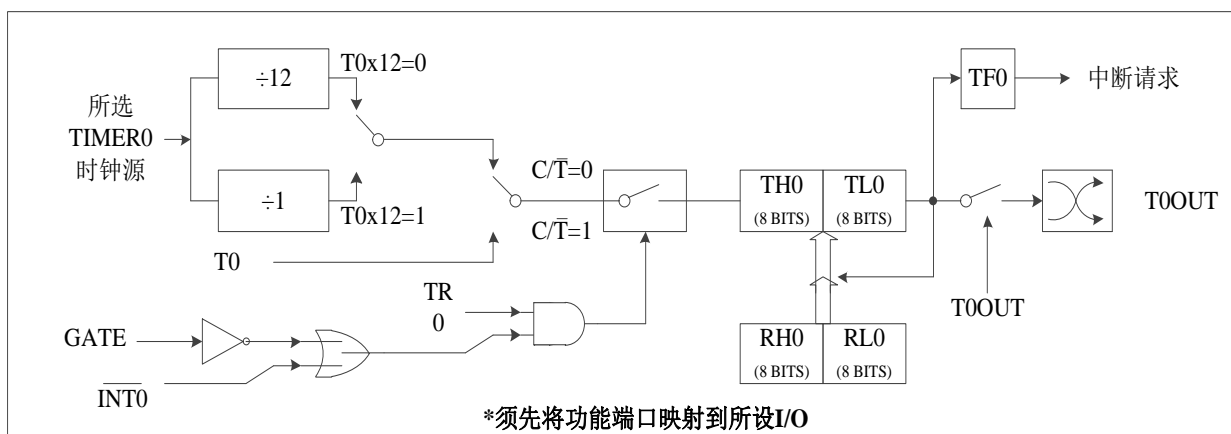 ÷12
T0x12=0
所选
TIMER0
时钟源
÷1
T0x12=1
C/T̅=0
C/T̅=1
T0
TH0
(8 BITS)
TL0
(8 BITS)
TF0
中断请求
T0OUT
T0OUT
TR
0
GATE
I̅N̅T̅0̅
RH0
(8 BITS)
RL0
(8 BITS)
*须先将功能端口映射到所设I/O